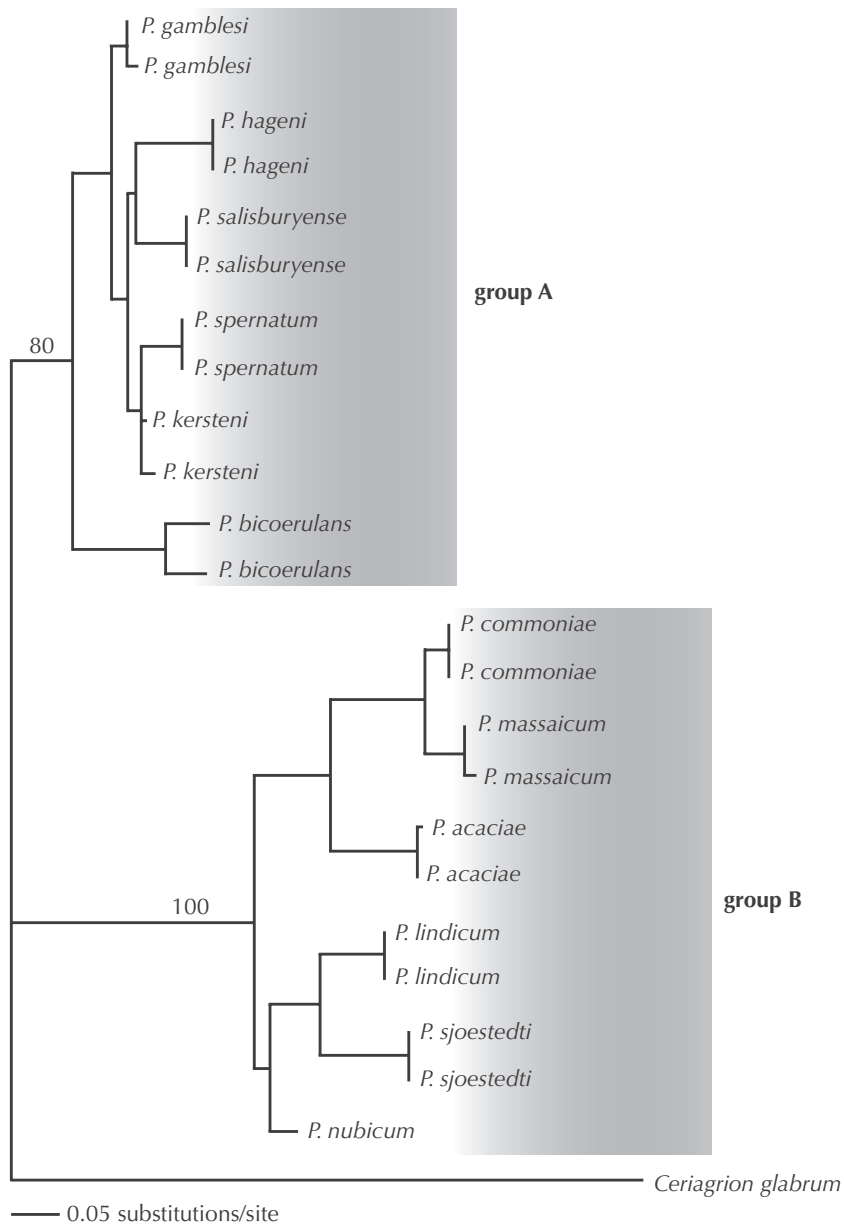 P. gamblesi
P. gamblesi
P. hageni
P. hageni
P. salisburyense
P. salisburyense
group A
P. spernatum
80
P. spernatum
P. kersteni
P. kersteni
P. bicoerulans
P. bicoerulans
P. commoniae
P. commoniae
P. massaicum
P. massaicum
P. acaciae
P. acaciae
group B
100
P. lindicum
P. lindicum
P. sjoestedti
P. sjoestedti
P. nubicum
Ceriagrion glabrum
0.05 substitutions/site